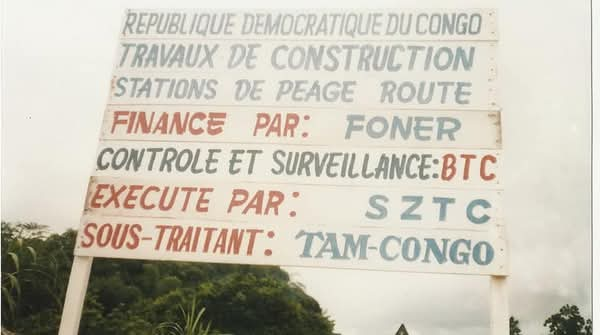 REPUBLIQUE DEMOCRATIQUE DU CONGO
TRAVAUX DE CONSTRUCTION
STATIONS DE PEAGE ROUTE
FINANCE PAR: FONER
CONTROLE ET SURVEILLANCE: BTC
EXECUTE PAR: SZTC
SOUS-TRAITANT: TAM-CONGO